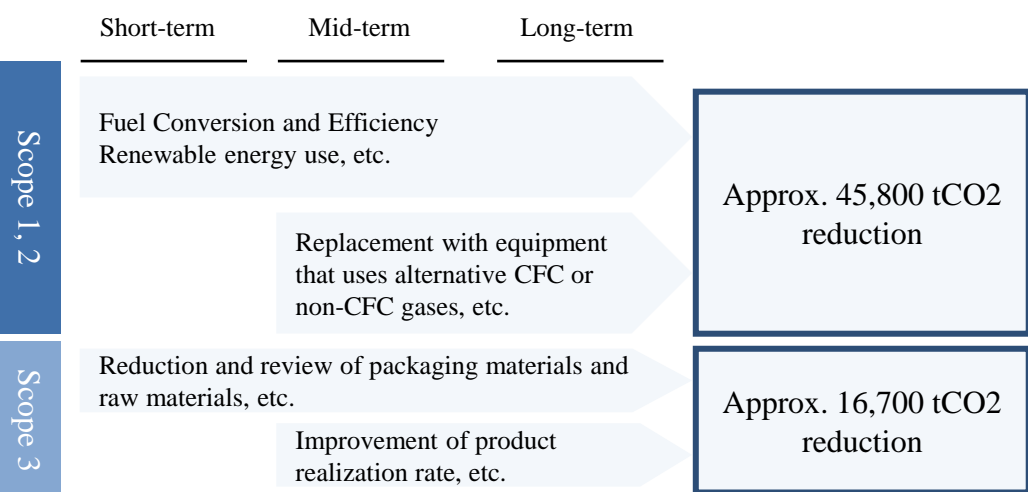 Short-term
Mid-term
Long-term
Scope 1, 2
Fuel Conversion and Efficiency
Renewable energy use, etc.
Replacement with equipment
that uses alternative CFC or
non-CFC gases, etc.
Approx. 45,800 tCO2
reduction
Scope 3
Reduction and review of packaging materials and
raw materials, etc.
Improvement of product
realization rate, etc.
Approx. 16,700 tCO2
reduction